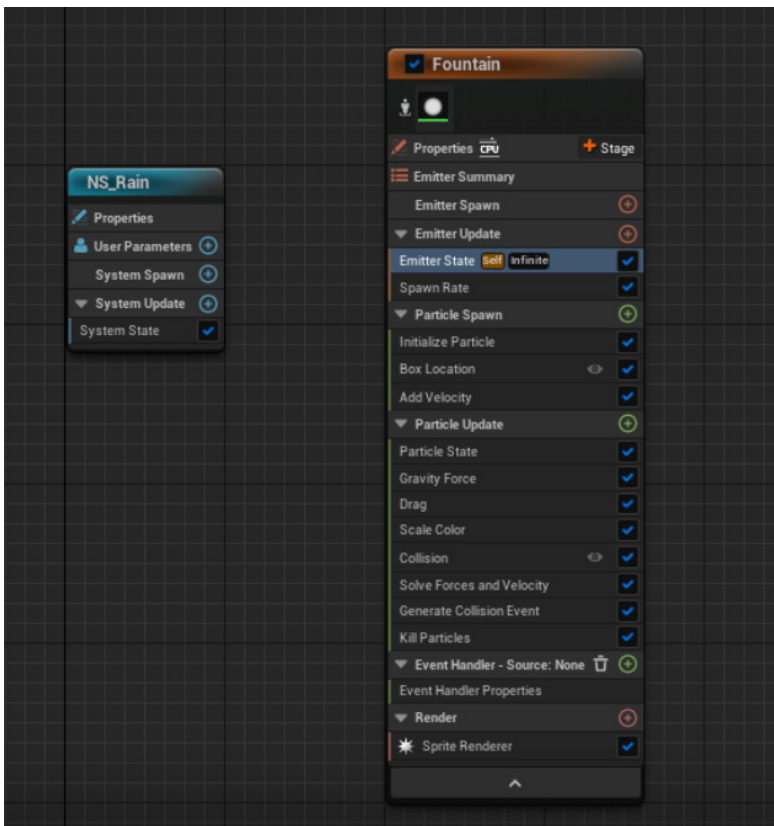 NS_Rain
Properties
User Parameters
System Spawn
System Update
System State
Fountain
Properties CPU Stage
Emitter Summary
Emitter Spawn
Emitter Update
Emitter State Self Infinite
Spawn Rate
Particle Spawn
Initialize Particle
Box Location
Add Velocity
Particle Update
Particle State
Gravity Force
Drag
Scale Color
Collision
Solve Forces and Velocity
Generate Collision Event
Kill Particles
Event Handler - Source: None
Event Handler Properties
Render
Sprite Renderer